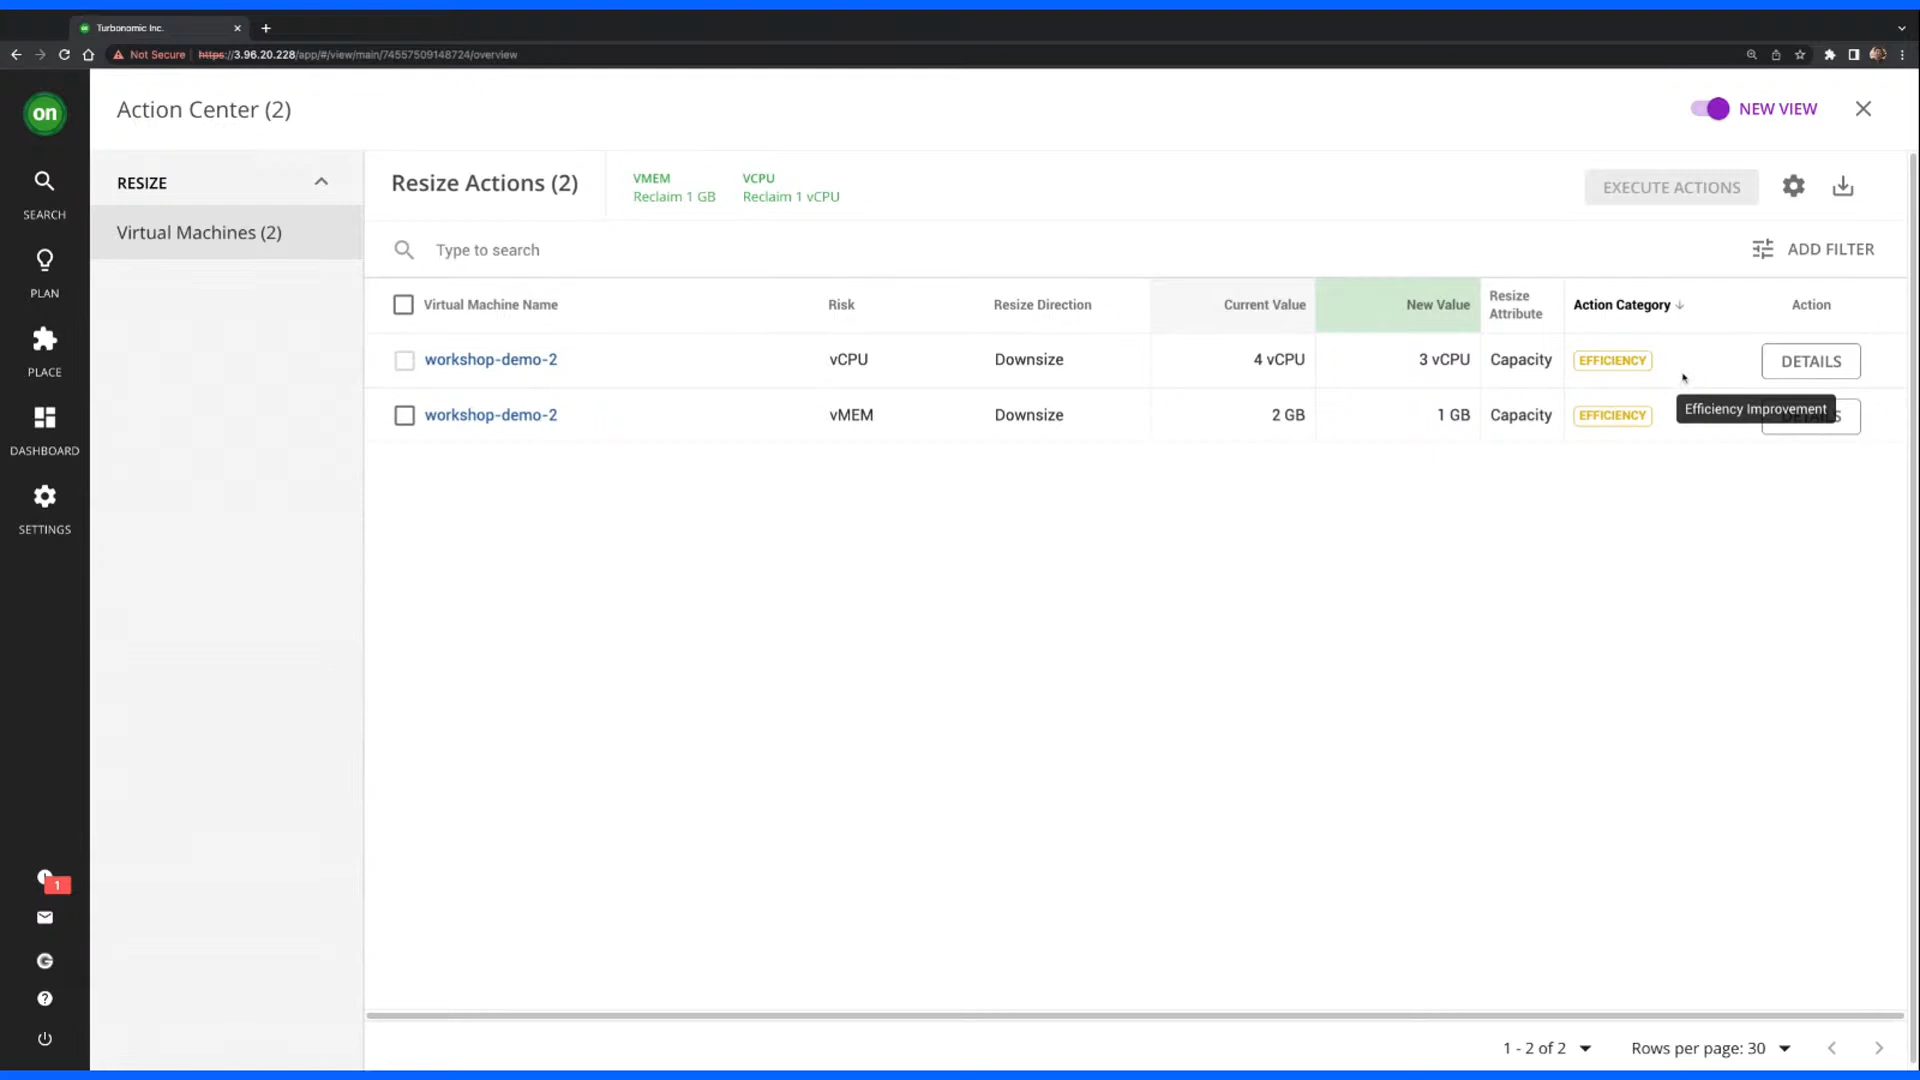 Turbonomic Inc.
Not Secure
https://3.96.20.228/app/#/view/main/74557509148724/overview
on
SEARCH
PLAN
PLACE
DASHBOARD
SETTINGS
1
Action Center (2)
NEW VIEW
RESIZE
Virtual Machines (2)
Resize Actions (2)
VMEM
Reclaim 1 GB
VCPU
Reclaim 1 vCPU
EXECUTE ACTIONS
Type to search
ADD FILTER
Virtual Machine Name Risk Resize Direction Current Value New Value Resize Attribute Action Category Action
workshop-demo-2 vCPU Downsize 4 vCPU 3 vCPU Capacity EFFICIENCY DETAILS
workshop-demo-2 vMEM Downsize 2 GB 1 GB Capacity EFFICIENCY DETAILS
Efficiency Improvement
1 - 2 of 2 Rows per page: 30